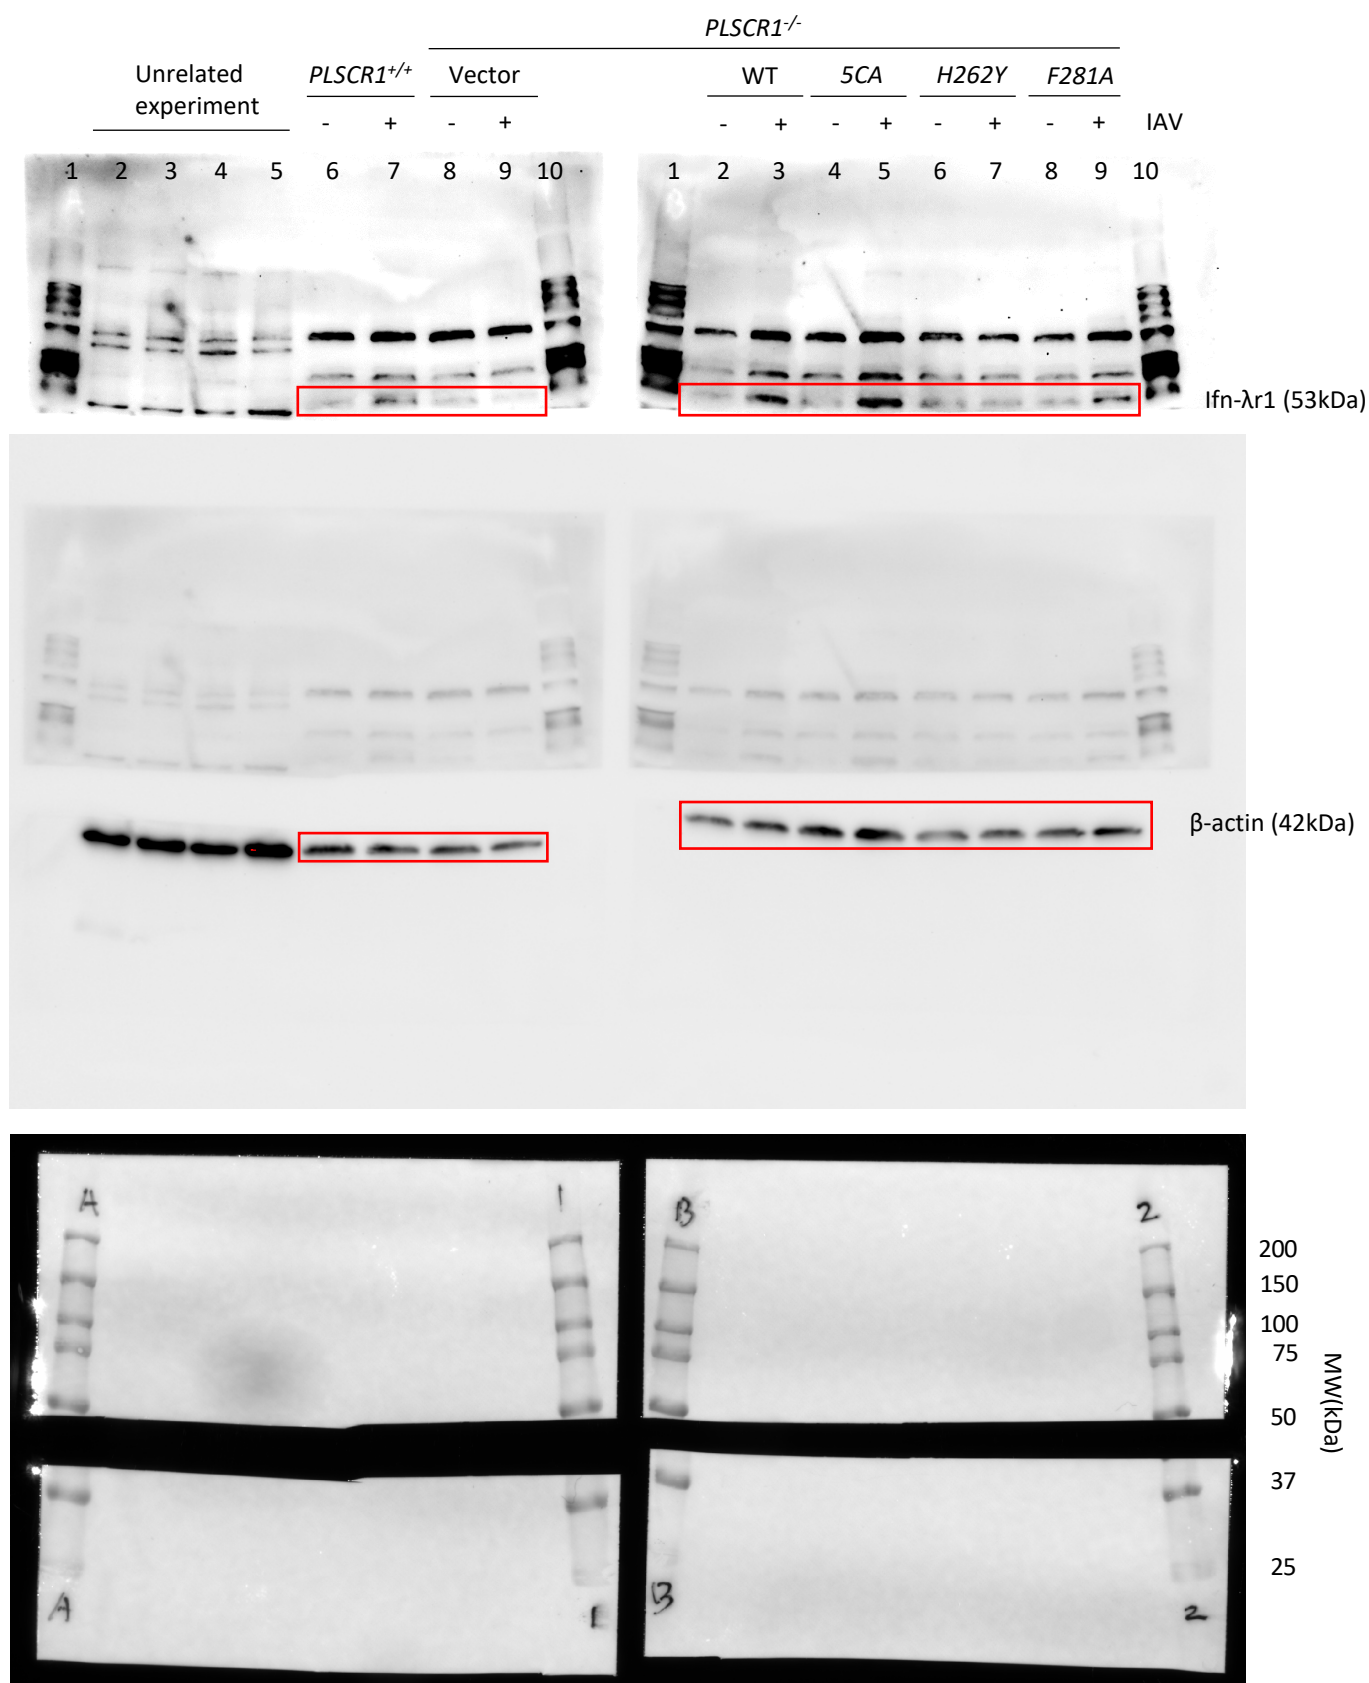 PLSCR1-/-
Unrelated experiment
PLSCR1+/+ Vector WT 5CA H262Y F281A
- + - + - + - + - + - + IAV
1 2 3 4 5 6 7 8 9 10 1 2 3 4 5 6 7 8 9 10
B
Ifn-λr1 (53kDa)
β-actin (42kDa)
A 1 B 2
200
150
100
75
50
37
25
MW(kDa)
A 1 B 2